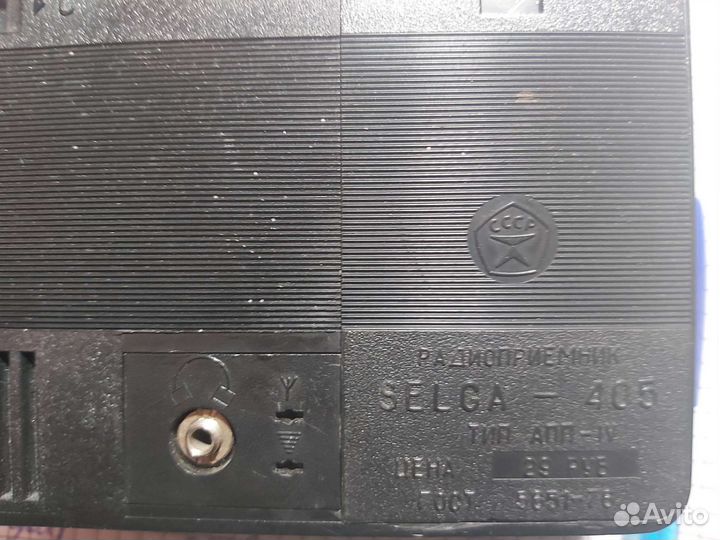 СССР
РАДИОПРИЕМНИК
SELGA - 405
ТИП АПП-IV
ЦЕНА 29 РУБ
ГОСТ 5651-76
Avito